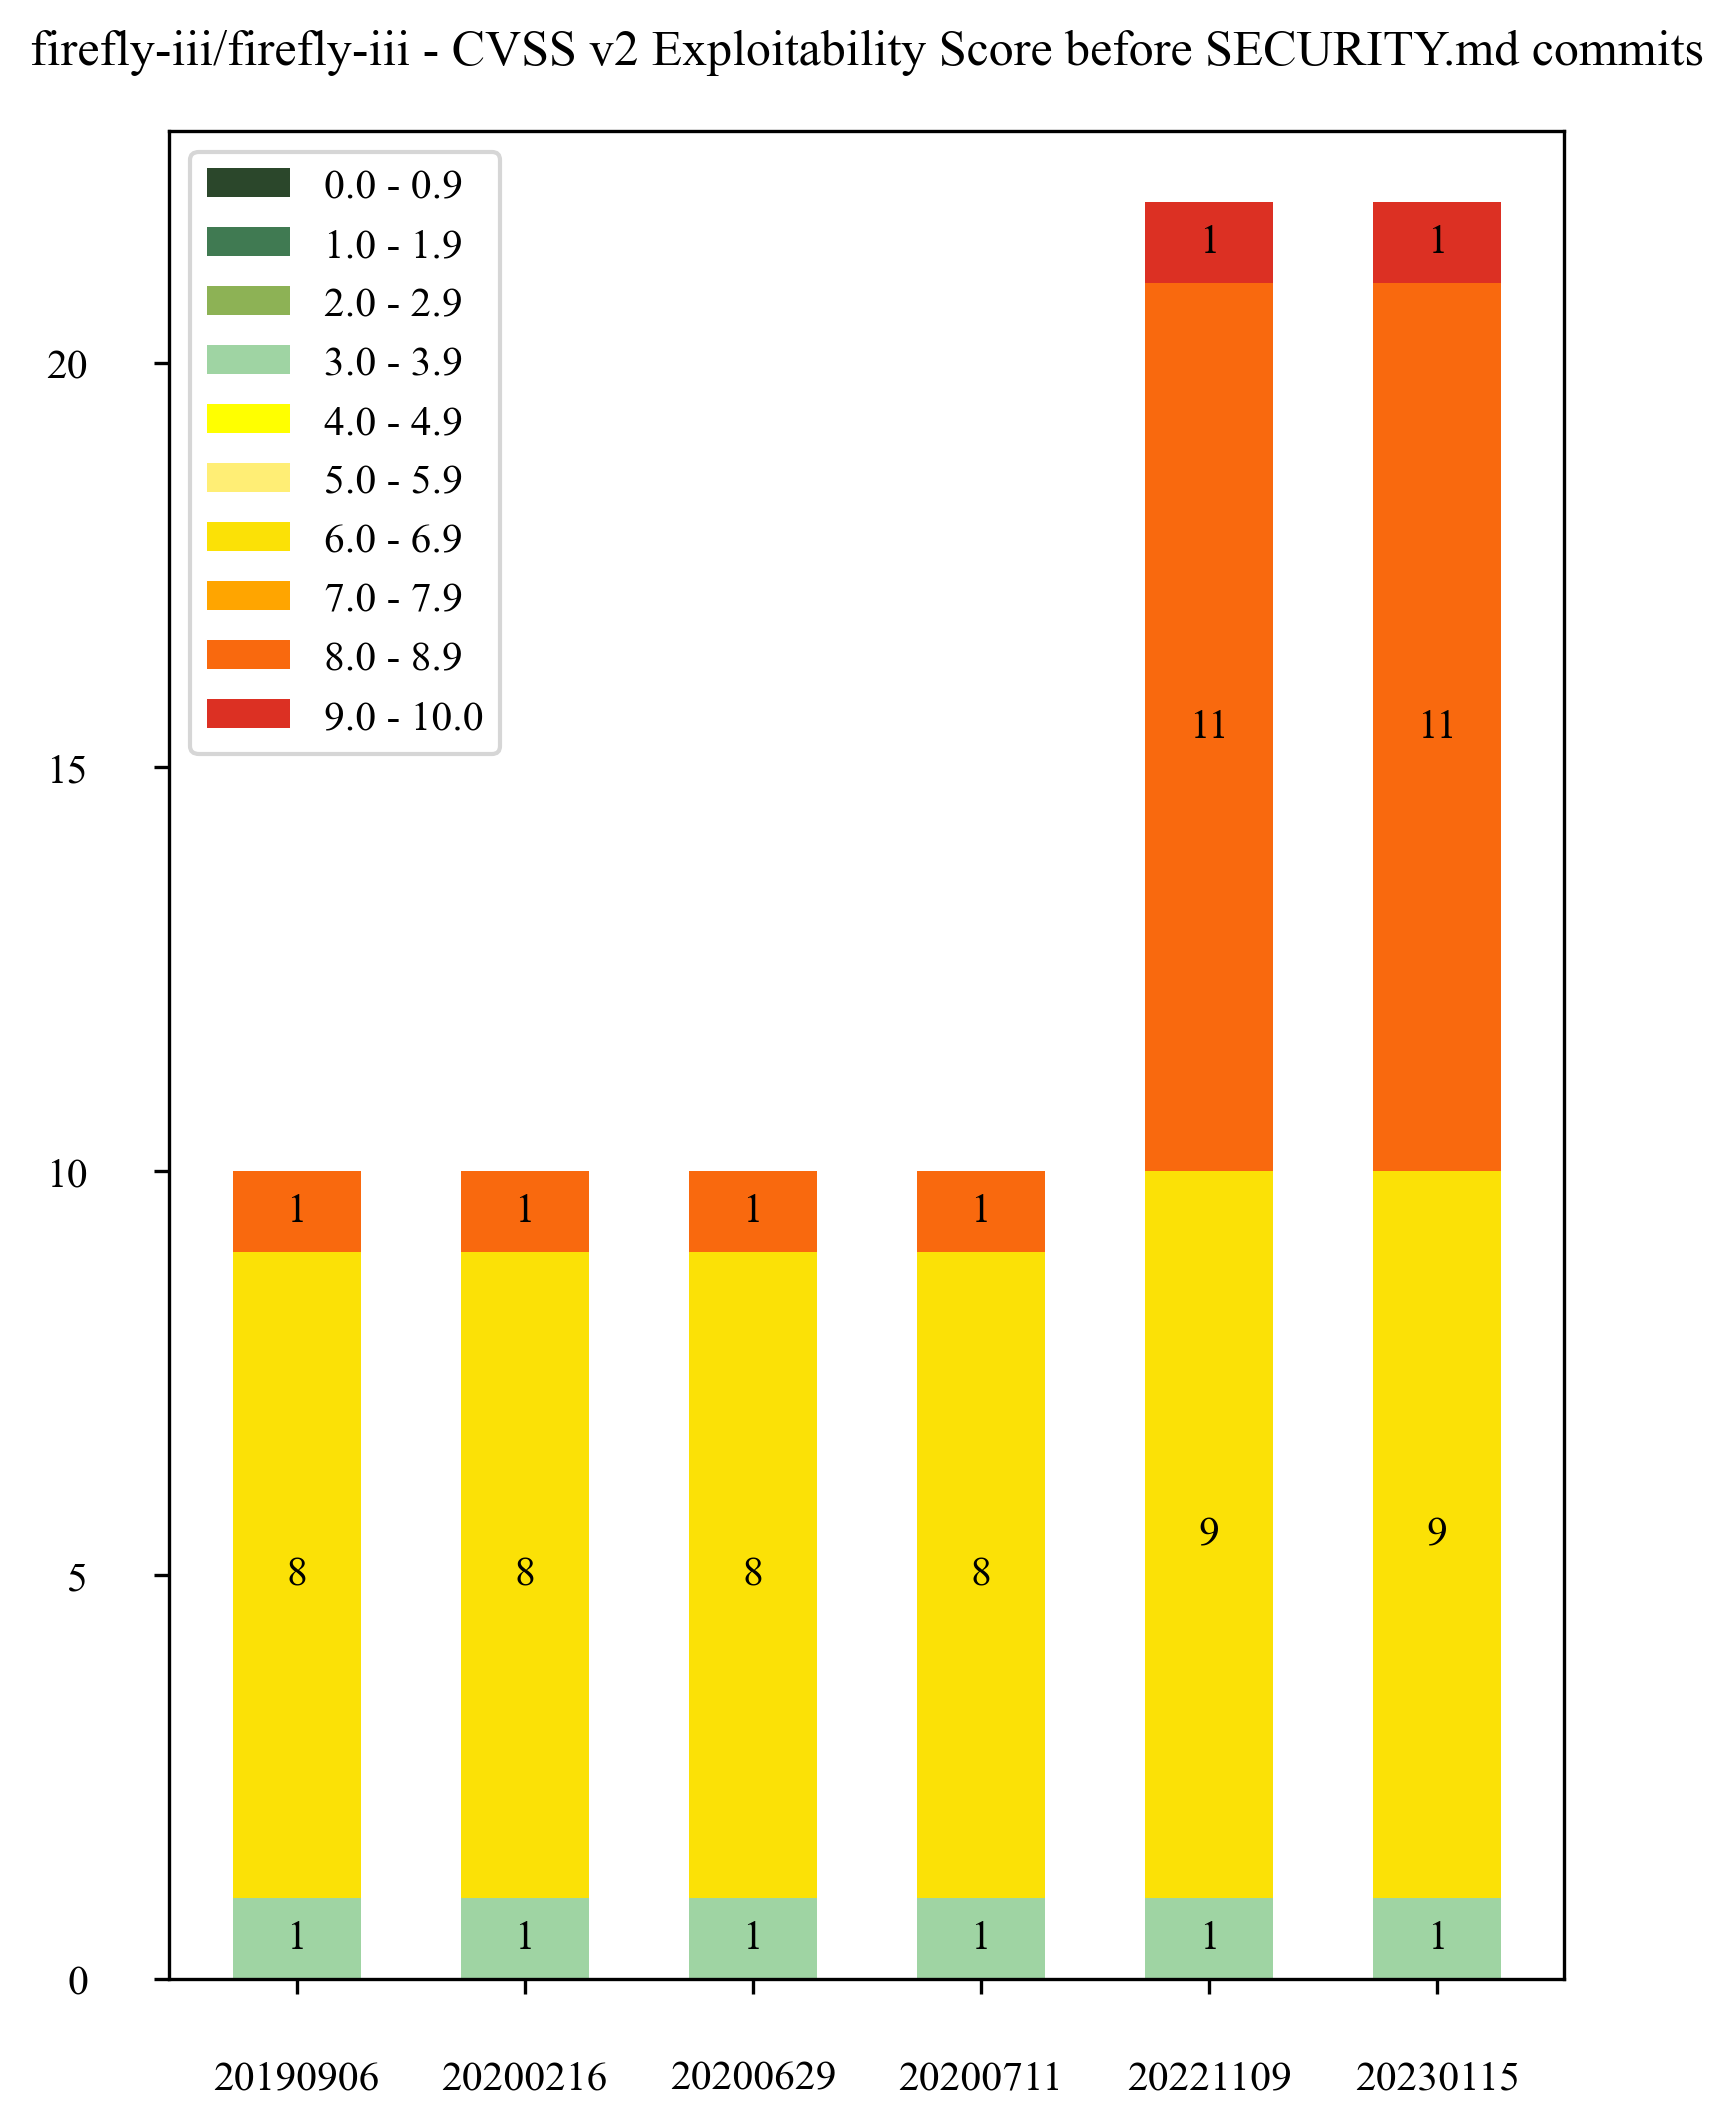 firefly-iii/firefly-iii - CVSS v2 Exploitability Score before SECURITY.md commits
0.0 - 0.9
1.0 - 1.9
2.0 - 2.9
3.0 - 3.9
4.0 - 4.9
5.0 - 5.9
6.0 - 6.9
7.0 - 7.9
8.0 - 8.9
9.0 - 10.0
20
15
10
5
0
1 1
11 11
1 1 1 1
9 9
8 8 8 8
1 1 1 1 1 1
20190906 20200216 20200629 20200711 20221109 20230115